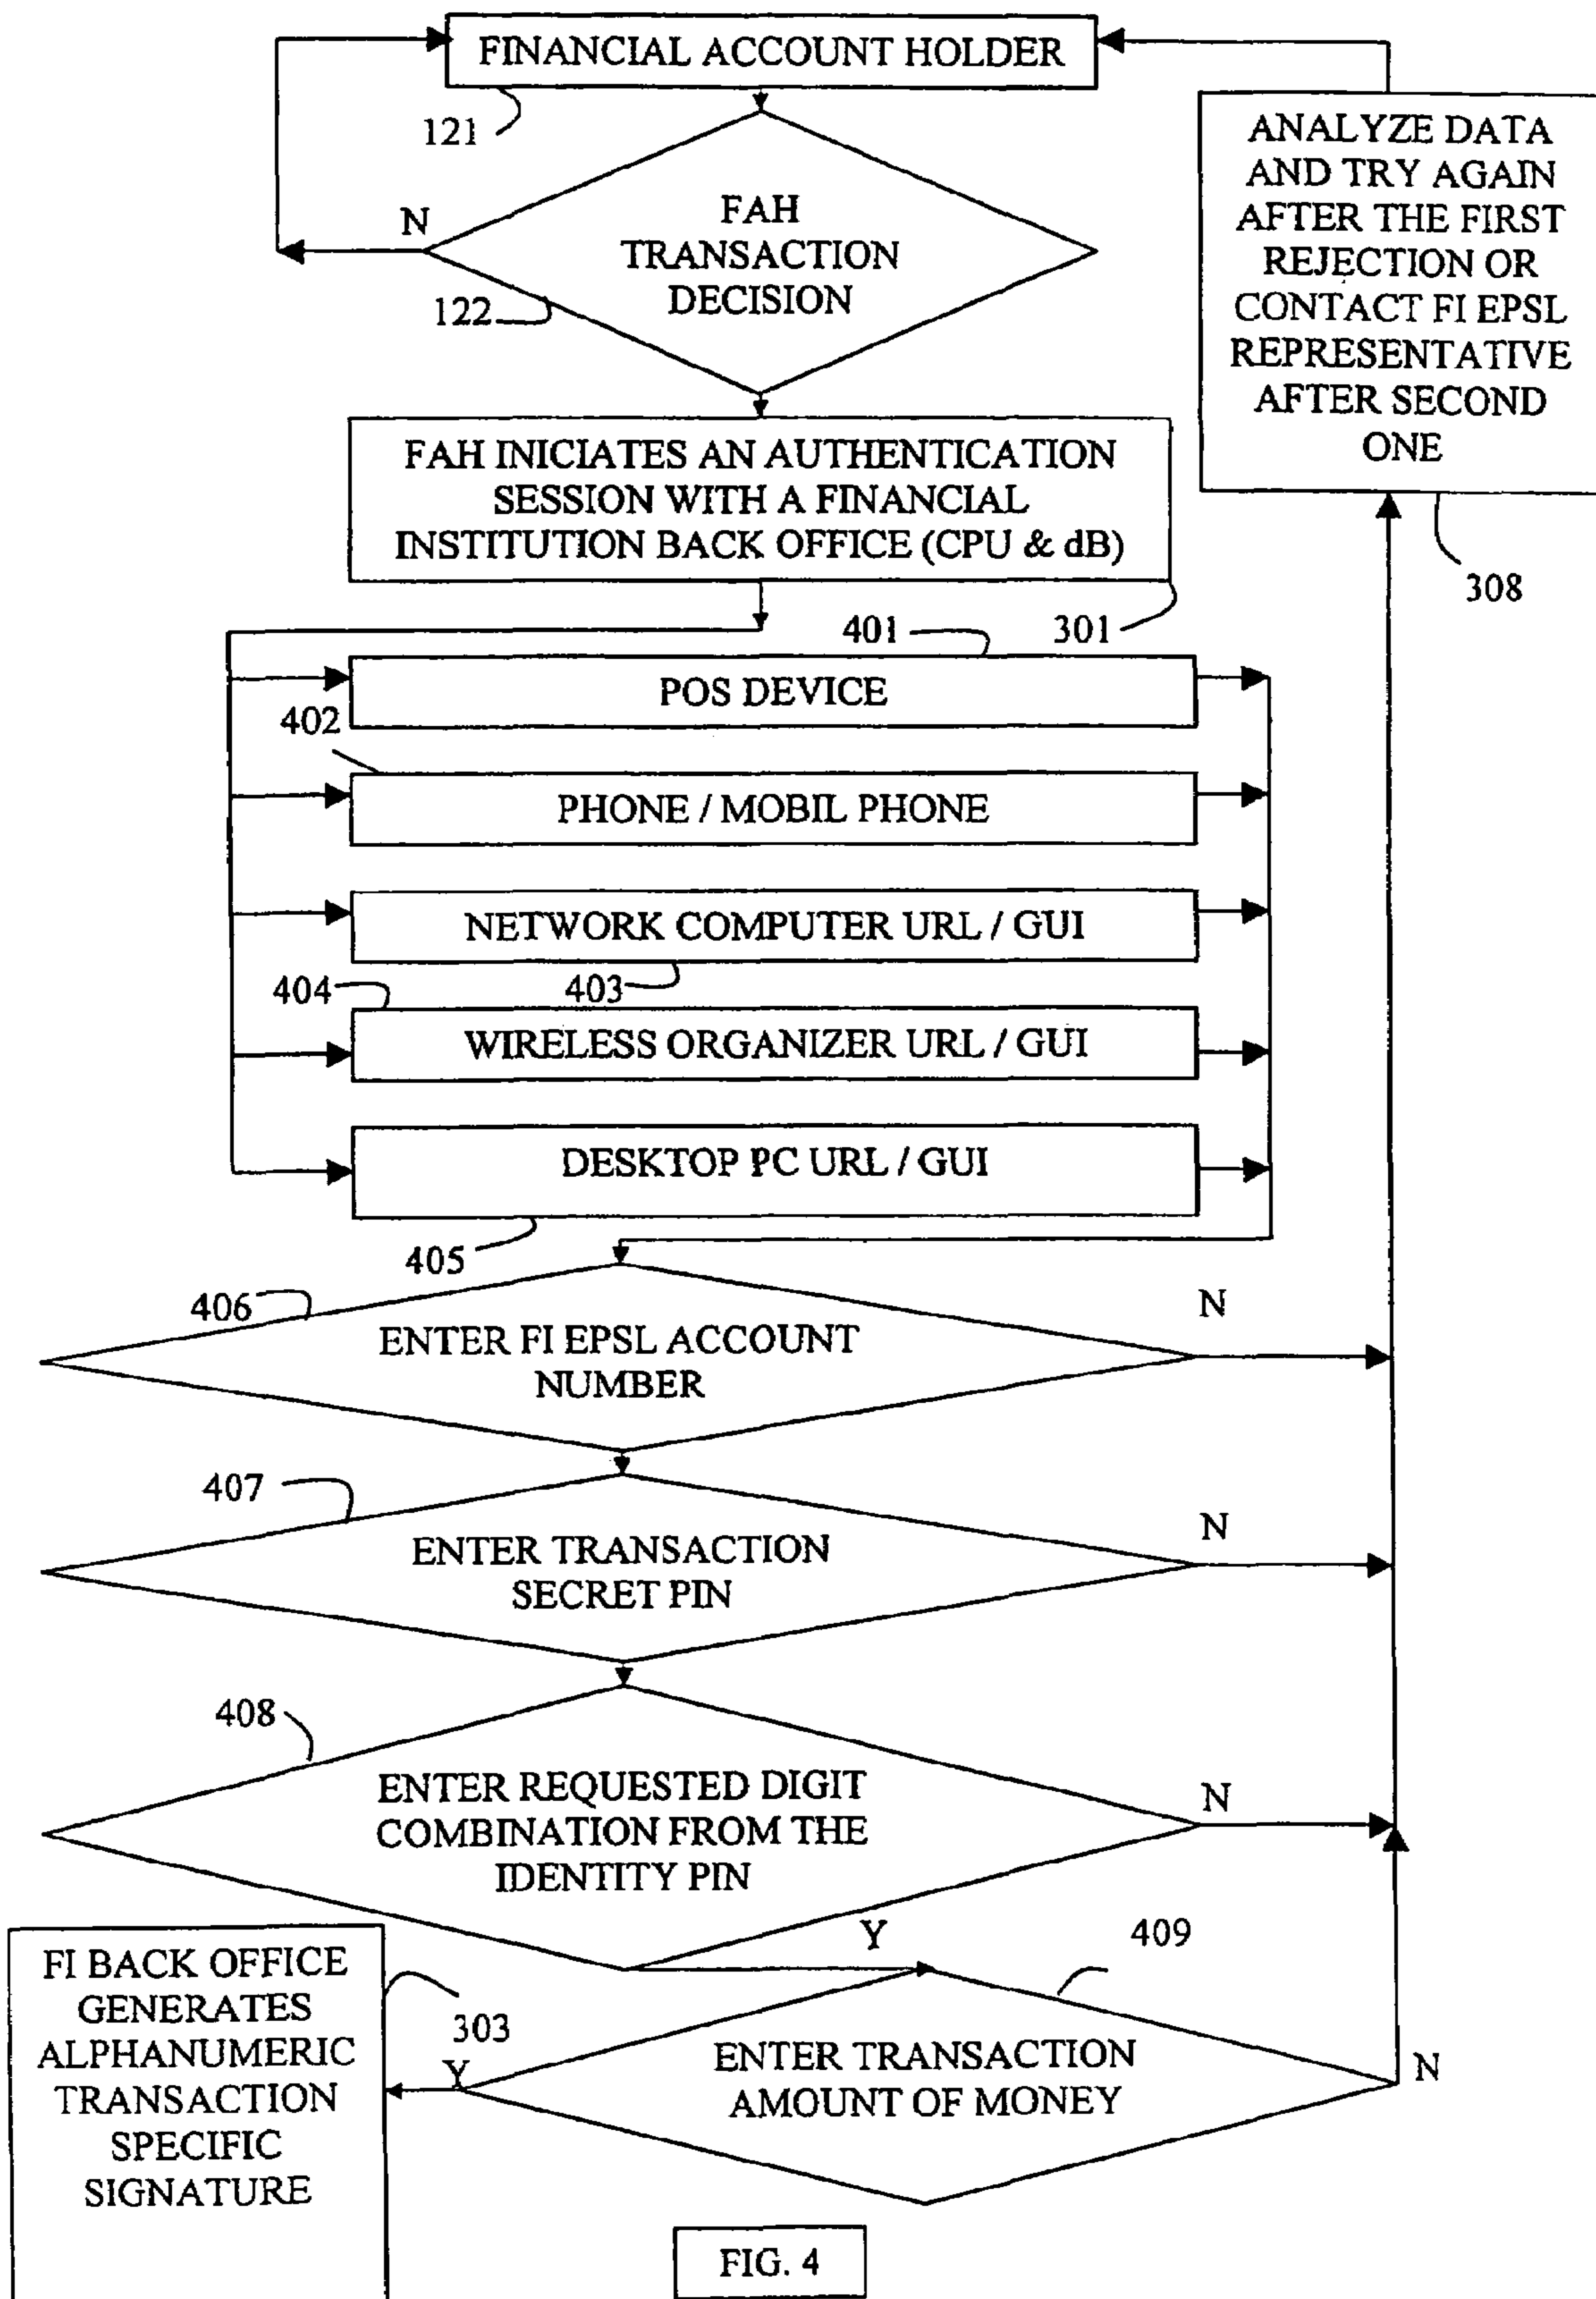 FINANCIAL ACCOUNT HOLDER
121
FAH
TRANSACTION
DECISION
N
122
ANALYZE DATA
AND TRY AGAIN
AFTER THE FIRST
REJECTION OR
CONTACT FI EPSL
REPRESENTATIVE
AFTER SECOND
ONE
308
FAH INICIATES AN AUTHENTICATION
SESSION WITH A FINANCIAL
INSTITUTION BACK OFFICE (CPU & dB)
301
401
POS DEVICE
402
PHONE / MOBIL PHONE
NETWORK COMPUTER URL / GUI
403
404
WIRELESS ORGANIZER URL / GUI
DESKTOP PC URL / GUI
405
406
ENTER FI EPSL ACCOUNT
NUMBER
N
407
ENTER TRANSACTION
SECRET PIN
N
408
ENTER REQUESTED DIGIT
COMBINATION FROM THE
IDENTITY PIN
N
Y
409
ENTER TRANSACTION
AMOUNT OF MONEY
N
Y
303
FI BACK OFFICE
GENERATES
ALPHANUMERIC
TRANSACTION
SPECIFIC
SIGNATURE
FIG. 4